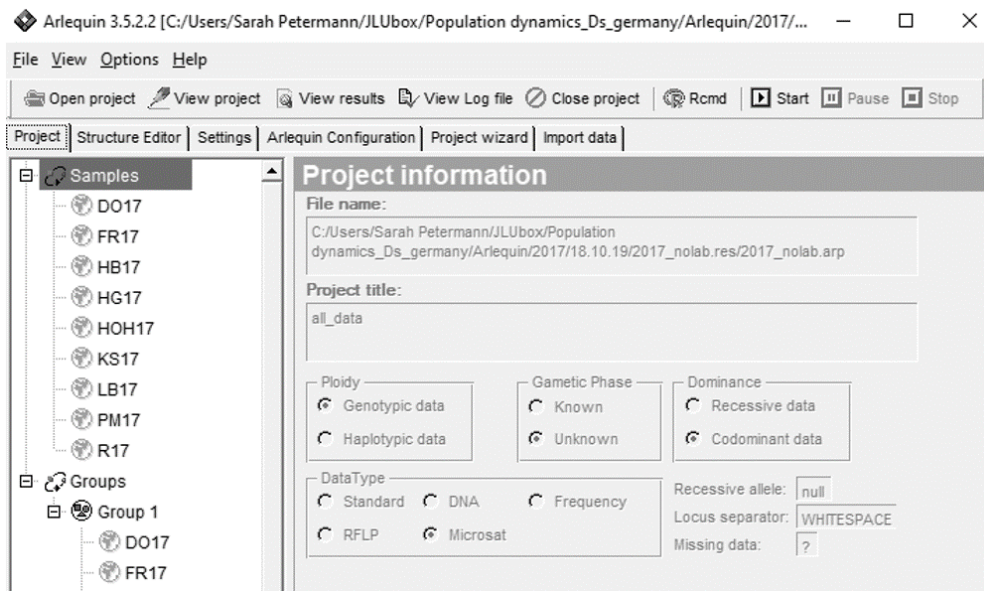 Arlequin 3.5.2.2 [C:/Users/Sarah Petermann/JLUbox/Population dynamics_Ds_germany/Arlequin/2017/...
File View Options Help
Open project View project View results View Log file Close project Rcmd Start Pause Stop
Project Structure Editor Settings Arlequin Configuration Project wizard Import data
Samples
DO17
FR17
HB17
HG17
HOH17
KS17
LB17
PM17
R17
Groups
Group 1
DO17
FR17
Project information
File name:
C:/Users/Sarah Petermann/JLUbox/Population
dynamics_Ds_germany/Arlequin/2017/18.10.19/2017_nolab.res/2017_nolab.arp
Project title:
all_data
Ploidy
Genotypic data
Haplotypic data
Gametic Phase
Known
Unknown
Dominance
Recessive data
Codominant data
DataType
Standard DNA Frequency
RFLP Microsat
Recessive allele: null
Locus separator: WHITESPACE
Missing data: ?